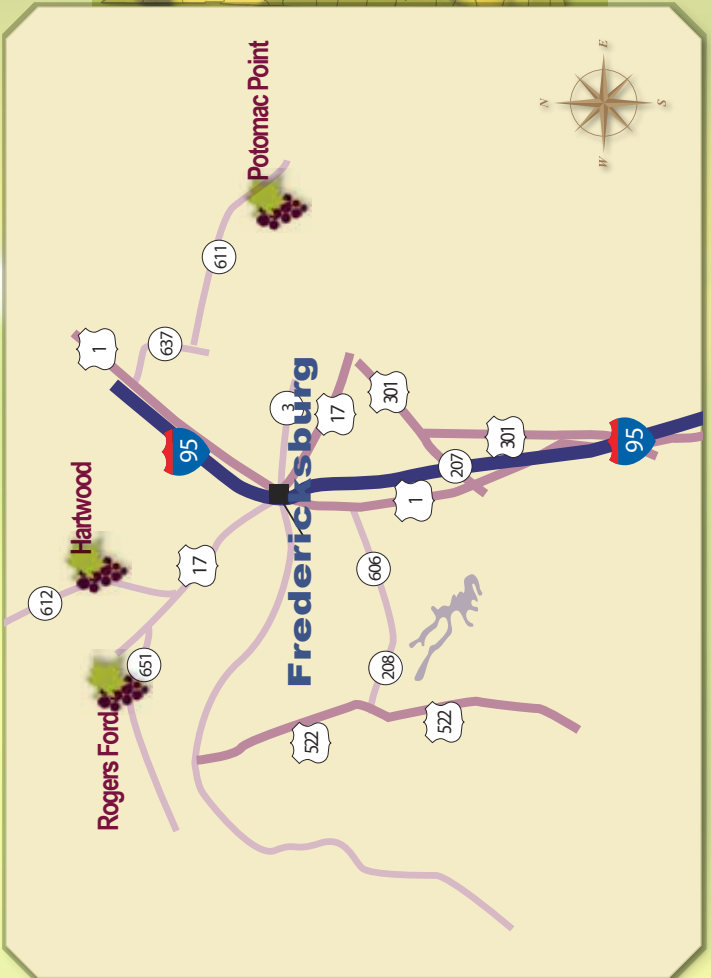 Potomac Point
N
E
S
W
611
1
637
3
17
301
301
95
207
95
1
Fredericksburg
Hartwood
17
612
606
651
208
Rogers Ford
522
522